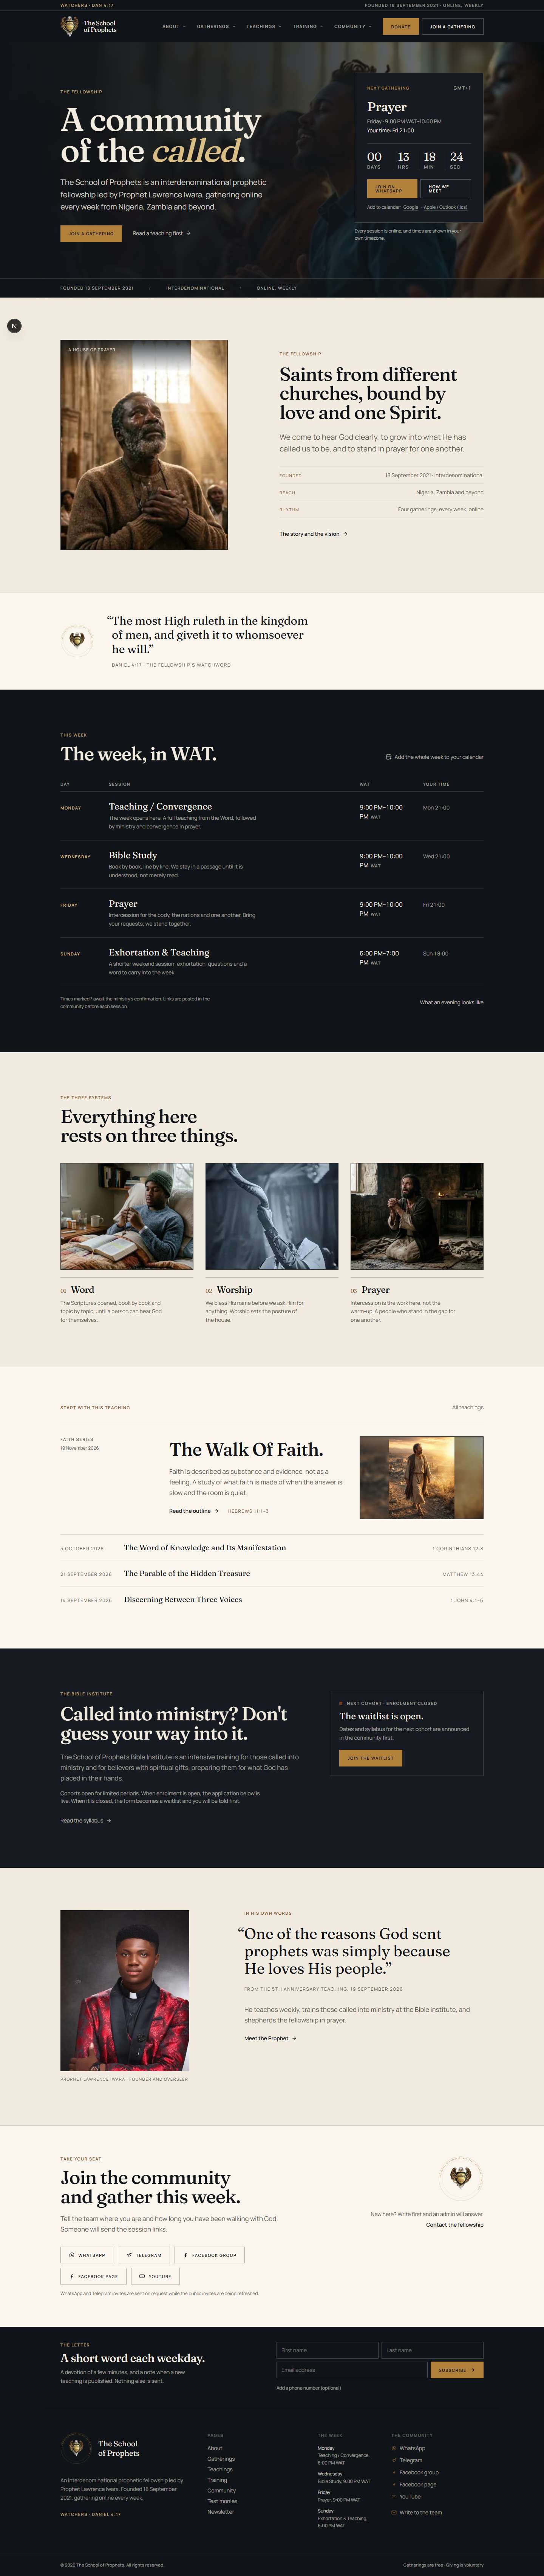 WATCHERS · DAN 4:17
FOUNDED 18 SEPTEMBER 2021 · ONLINE, WEEKLY
The School
of Prophets
ABOUT
GATHERINGS
TEACHINGS
TRAINING
COMMUNITY
DONATE
JOIN A GATHERING
THE FELLOWSHIP
A community
of the called.
The School of Prophets is an interdenominational prophetic
fellowship led by Prophet Lawrence Iwara, gathering online
every week from Nigeria, Zambia and beyond.
JOIN A GATHERING
Read a teaching first →
NEXT GATHERING
GMT+1
Prayer
Friday · 9:00 PM WAT–10:00 PM
Your time: Fri 21:00
00 13 18 24
DAYS HRS MIN SEC
JOIN ON
WHATSAPP
HOW WE
MEET
Add to calendar: Google · Apple / Outlook (.ics)
Every session is online, and times are shown in your
own timezone.
FOUNDED 18 SEPTEMBER 2021
INTERDENOMINATIONAL
ONLINE, WEEKLY
N
A HOUSE OF PRAYER
THE FELLOWSHIP
Saints from different
churches, bound by
love and one Spirit.
We come to hear God clearly, to grow into what He has
called us to be, and to stand in prayer for one another.
FOUNDED 18 September 2021 · Interdenominational
REACH Nigeria, Zambia and beyond
RHYTHM Four gatherings, every week, online
The story and the vision →
“The most High ruleth in the kingdom
of men, and giveth it to whomsoever
he will.”
DANIEL 4:17 · THE FELLOWSHIP'S WATCHWORD
THIS WEEK
The week, in WAT.
Add the whole week to your calendar
DAY SESSION WAT YOUR TIME
MONDAY
Teaching / Convergence
The week opens here. A full teaching from the Word, followed
by ministry and convergence in prayer.
9:00 PM–10:00
PM WAT
Mon 21:00
WEDNESDAY
Bible Study
Book by book, line by line. We stay in a passage until it is
understood, not merely read.
9:00 PM–10:00
PM WAT
Wed 21:00
FRIDAY
Prayer
Intercession for the body, the nations and one another. Bring
your requests; we stand together.
9:00 PM–10:00
PM WAT
Fri 21:00
SUNDAY
Exhortation & Teaching
A shorter weekend session: exhortation, questions and a
word to carry into the week.
6:00 PM–7:00
PM WAT
Sun 18:00
Times marked * await the ministry's confirmation. Links are posted in the
community before each session.
What an evening looks like
THE THREE SYSTEMS
Everything here
rests on three things.
01 Word
The Scriptures opened, book by book and
topic by topic, until a person can hear God
for themselves.
02 Worship
We bless His name before we ask Him for
anything. Worship sets the posture of
the house.
03 Prayer
Intercession is the work here, not the
warm-up. A people who stand in the gap for
one another.
START WITH THIS TEACHING
All teachings
FAITH SERIES
19 November 2026
The Walk Of Faith.
Faith is described as substance and evidence, not as a
feeling. A study of what faith is made of when the answer is
slow and the room is quiet.
Read the outline → HEBREWS 11:1–3
5 OCTOBER 2026 The Word of Knowledge and Its Manifestation 1 CORINTHIANS 12:8
21 SEPTEMBER 2026 The Parable of the Hidden Treasure MATTHEW 13:44
14 SEPTEMBER 2026 Discerning Between Three Voices 1 JOHN 4:1–6
THE BIBLE INSTITUTE
Called into ministry? Don't
guess your way into it.
The School of Prophets Bible Institute is an intensive training for those called into
ministry and for believers with spiritual gifts, preparing them for what God has
placed in their hands.
Cohorts open for limited periods. When enrolment is open, the application below is
live. When it is closed, the form becomes a waitlist and you will be told first.
Read the syllabus →
NEXT COHORT · ENROLMENT CLOSED
The waitlist is open.
Dates and syllabus for the next cohort are announced
in the community first.
JOIN THE WAITLIST
PROPHET LAWRENCE IWARA · FOUNDER AND OVERSEER
IN HIS OWN WORDS
“One of the reasons God sent
prophets was simply because
He loves His people.”
FROM THE 5TH ANNIVERSARY TEACHING, 19 SEPTEMBER 2026
He teaches weekly, trains those called into ministry at the Bible institute, and
shepherds the fellowship in prayer.
Meet the Prophet →
TAKE YOUR SEAT
Join the community
and gather this week.
Tell the team where you are and how long you have been walking with God.
Someone will send the session links.
WHATSAPP
TELEGRAM
FACEBOOK GROUP
FACEBOOK PAGE
YOUTUBE
WhatsApp and Telegram invites are sent on request while the public invites are being refreshed.
New here? Write first and an admin will answer.
Contact the fellowship
THE LETTER
A short word each weekday.
A devotion of a few minutes, and a note when a new
teaching is published. Nothing else is sent.
First name
Last name
Email address
SUBSCRIBE →
Add a phone number (optional)
The School
of Prophets
An interdenominational prophetic fellowship led by
Prophet Lawrence Iwara. Founded 18 September
2021, gathering online every week.
WATCHERS · DANIEL 4:17
PAGES
About
Gatherings
Teachings
Training
Community
Testimonies
Newsletter
THE WEEK
Monday
Teaching / Convergence,
9:00 PM WAT
Wednesday
Bible Study, 9:00 PM WAT
Friday
Prayer, 9:00 PM WAT
Sunday
Exhortation & Teaching,
6:00 PM WAT
THE COMMUNITY
WhatsApp
Telegram
Facebook group
Facebook page
YouTube
Write to the team
© 2026 The School of Prophets. All rights reserved.
Gatherings are free · Giving is voluntary